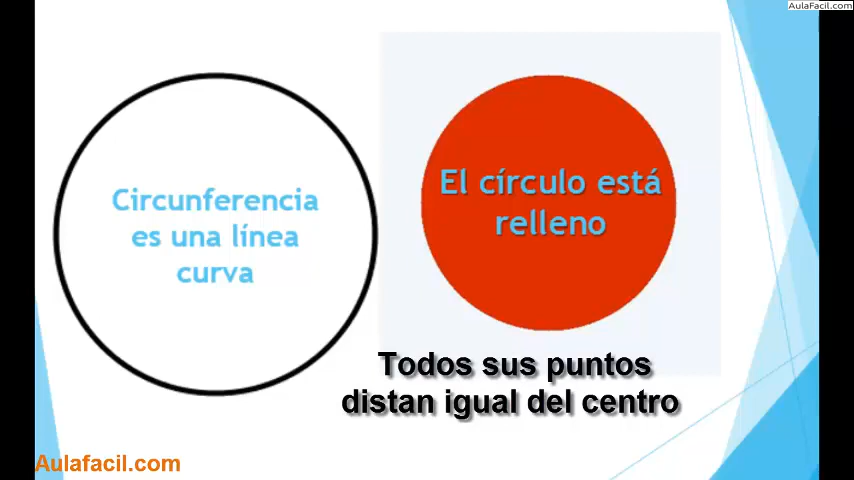 AulaFacil.com
Circunferencia
es una línea
curva
El círculo está
relleno
Todos sus puntos
distan igual del centro
Aulafacil.com